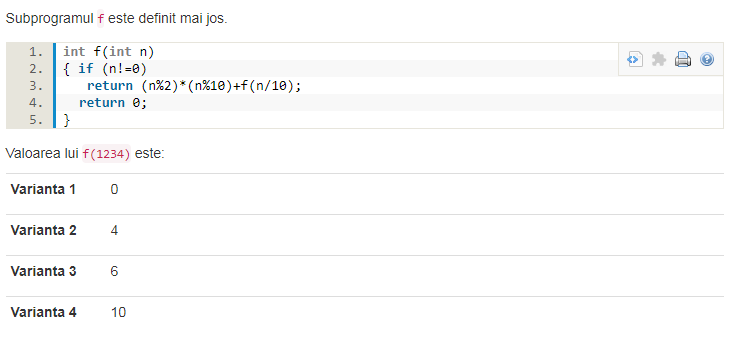 Subprogramul f este definit mai jos.
1. int f(int n)
2. { if (n!=0)
3. return (n%2)*(n%10)+f(n/10);
4. return 0;
5. }
Valoarea lui f(1234) este:
Varianta 1 0
Varianta 2 4
Varianta 3 6
Varianta 4 10